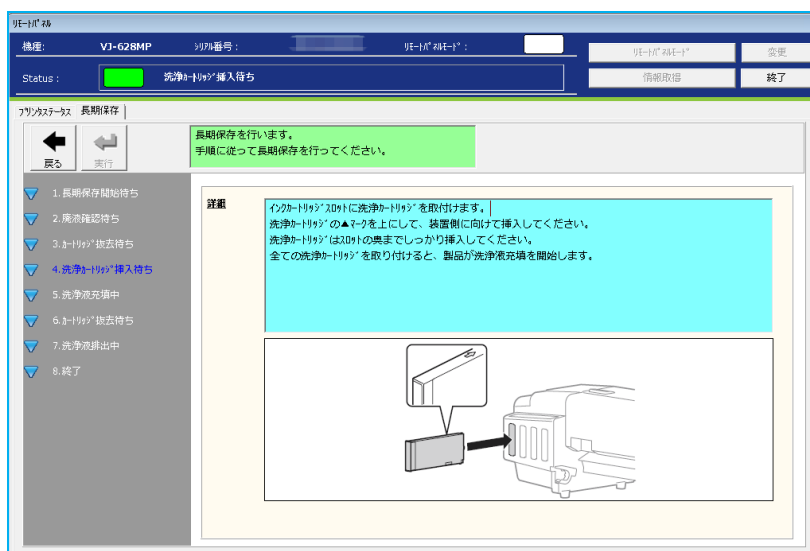 ﾘﾓｰﾄﾊﾟﾈﾙ
機種:
VJ-628MP
ｼﾘｱﾙ番号：
ﾘﾓｰﾄﾊﾟﾈﾙﾓｰﾄﾞ：
ﾘﾓｰﾄﾊﾟﾈﾙﾓｰﾄﾞ
変更
Status：
洗浄ｶｰﾄﾘｯｼﾞ挿入待ち
情報取得
終了
ﾌﾟﾘﾝﾀｽﾃｰﾀｽ
長期保存
戻る
実行
長期保存を行います。
手順に従って長期保存を行ってください。
1.長期保存開始待ち
2.廃液確認待ち
3.ｶｰﾄﾘｯｼﾞ抜去待ち
4.洗浄ｶｰﾄﾘｯｼﾞ挿入待ち
5.洗浄液充填中
6.ｶｰﾄﾘｯｼﾞ抜去待ち
7.洗浄液排出中
8.終了
詳細
ｲﾝｸｶｰﾄﾘｯｼﾞｽﾛｯﾄに洗浄ｶｰﾄﾘｯｼﾞを取付けます。
洗浄ｶｰﾄﾘｯｼﾞの▲ﾏｰｸを上にして、装置側に向けて挿入してください。
洗浄ｶｰﾄﾘｯｼﾞはｽﾛｯﾄの奥までしっかり挿入してください。
全ての洗浄ｶｰﾄﾘｯｼﾞを取り付けると、製品が洗浄液充填を開始します。